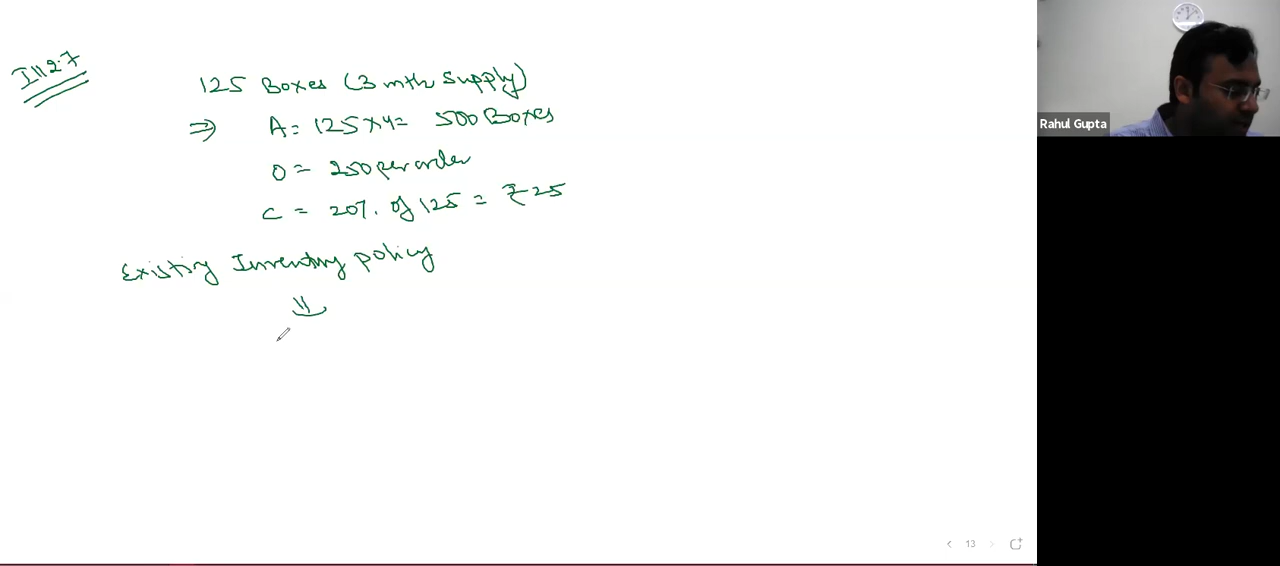 Ill 2.7
125 Boxes (3 mth supply)
⇒ A = 125 X 4 = 500 Boxes
O = 250 per order
C = 20%. of 125 = ₹ 25
Existing Inventory policy
Rahul Gupta
13